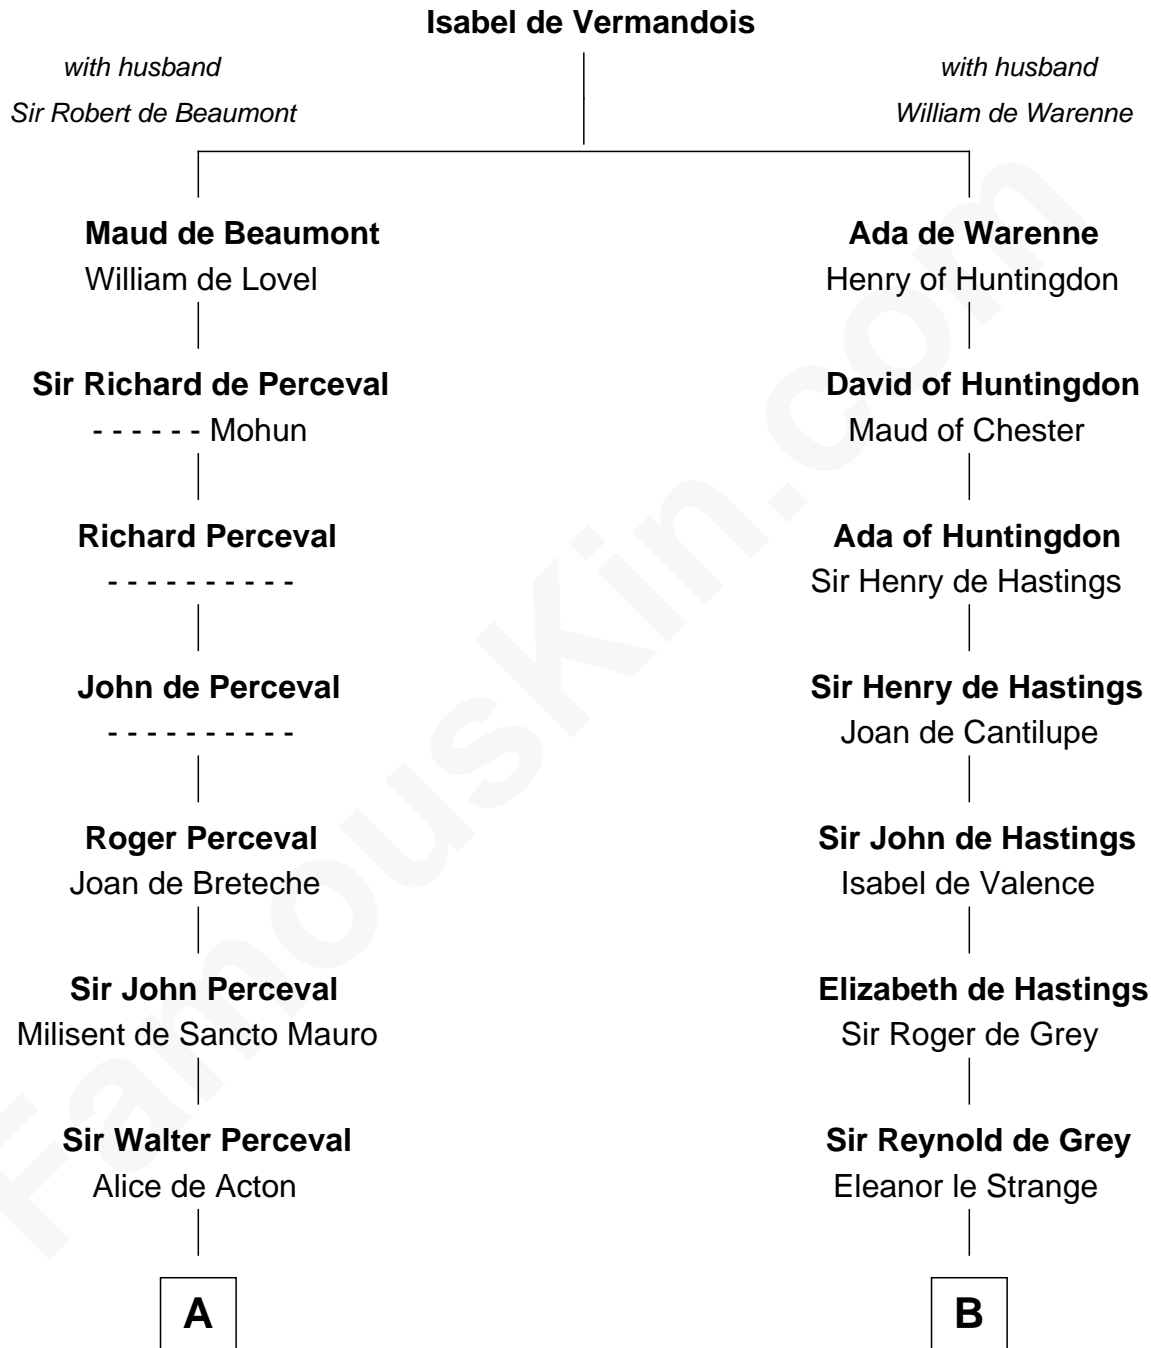 Isabel de Vermandois
with husband
Sir Robert de Beaumont
with husband
William de Warenne
Maud de Beaumont
William de Lovel
Ada de Warenne
Henry of Huntingdon
Sir Richard de Perceval
- - - - - - Mohun
David of Huntingdon
Maud of Chester
Richard Perceval
- - - - - - - - - -
Ada of Huntingdon
Sir Henry de Hastings
John de Perceval
- - - - - - - - - -
Sir Henry de Hastings
Joan de Cantilupe
Roger Perceval
Joan de Breteche
Sir John de Hastings
Isabel de Valence
Sir John Perceval
Milisent de Sancto Mauro
Elizabeth de Hastings
Sir Roger de Grey
Sir Walter Perceval
Alice de Acton
Sir Reynold de Grey
Eleanor le Strange
A
B
FamousKin.com